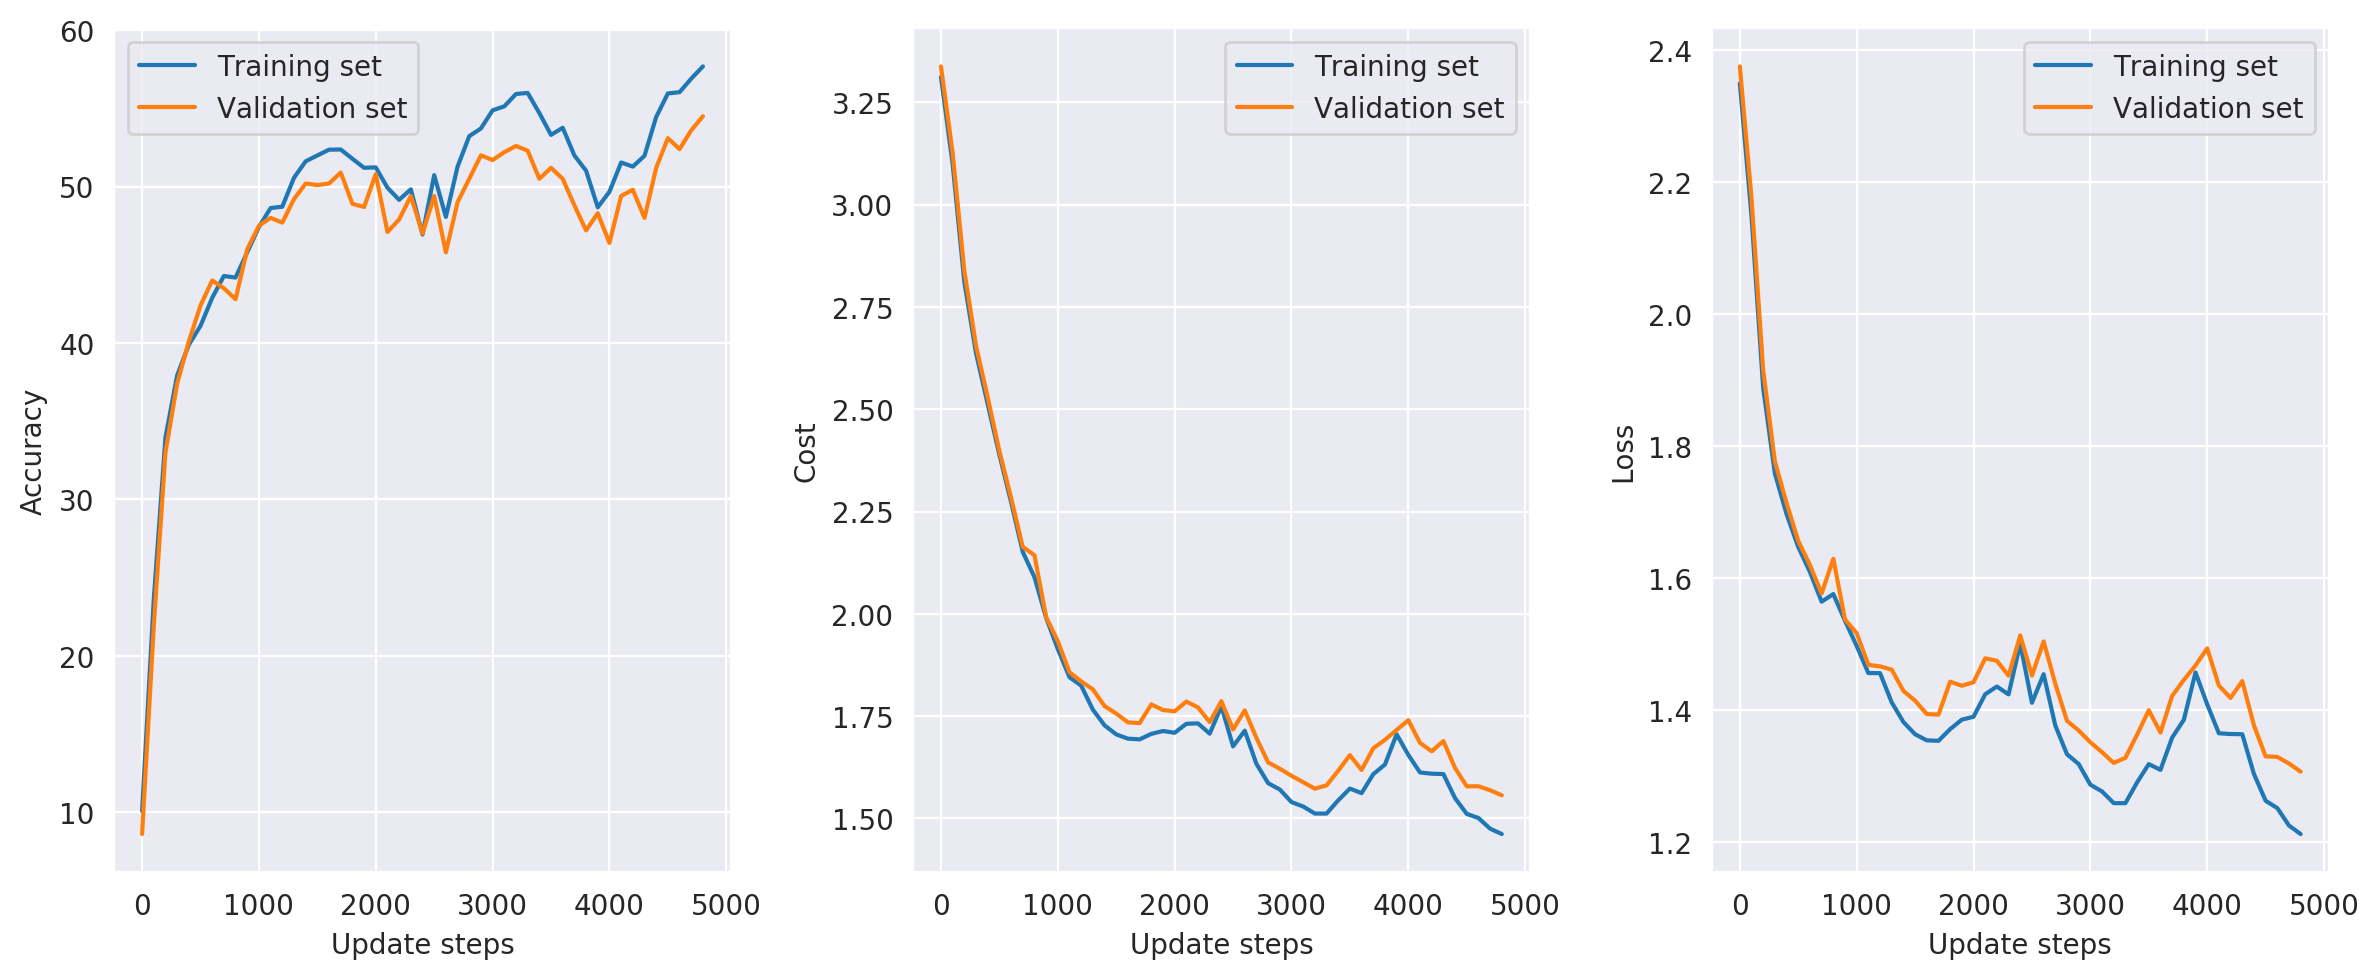 60
50
40
30
20
10
Accuracy
Training set
Validation set
0 1000 2000 3000 4000 5000
Update steps
3.25
3.00
2.75
2.50
2.25
2.00
1.75
1.50
Cost
Training set
Validation set
0 1000 2000 3000 4000 5000
Update steps
2.4
2.2
2.0
1.8
1.6
1.4
1.2
Loss
Training set
Validation set
0 1000 2000 3000 4000 5000
Update steps